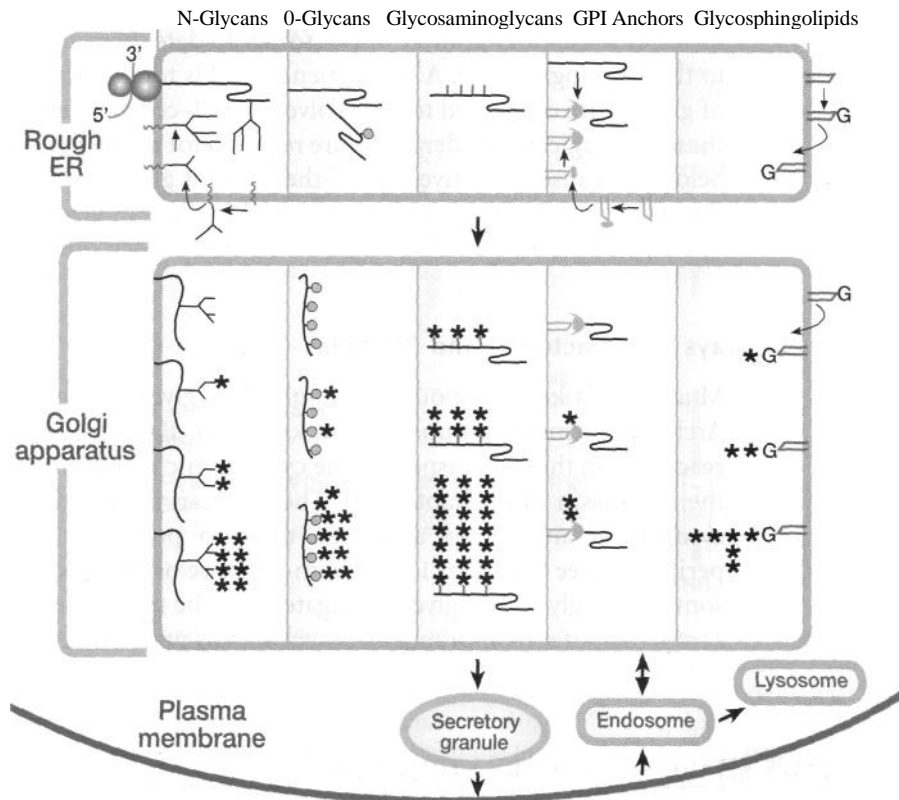 N-Glycans 0-Glycans Glycosaminoglycans GPI Anchors Glycosphingolipids
3'
5'
Rough
ER
G
G
Golgi
apparatus
G
G
G
G
Plasma
membrane
Secretory
granule
Endosome
Lysosome